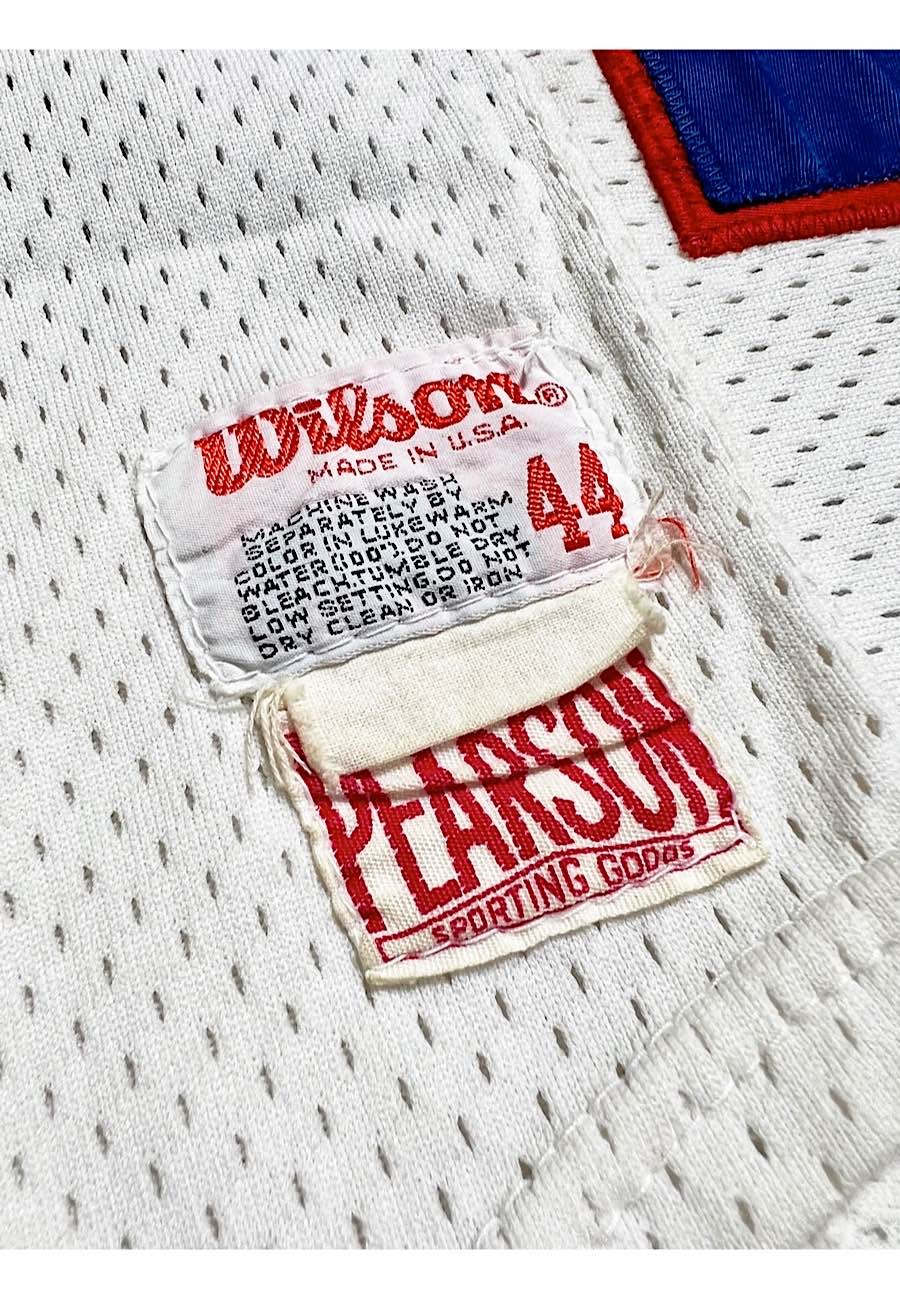 Wilson®
MADE IN U.S.A.
44
MACHINE WASH
SEPARATELY BY
COLOR IN LUKEWARM
WATER (100°). DO NOT
BLEACH. TUMBLE DRY
LOW SETTING. DO NOT
DRY CLEAN OR IRON
PEARSON
SPORTING GOODS